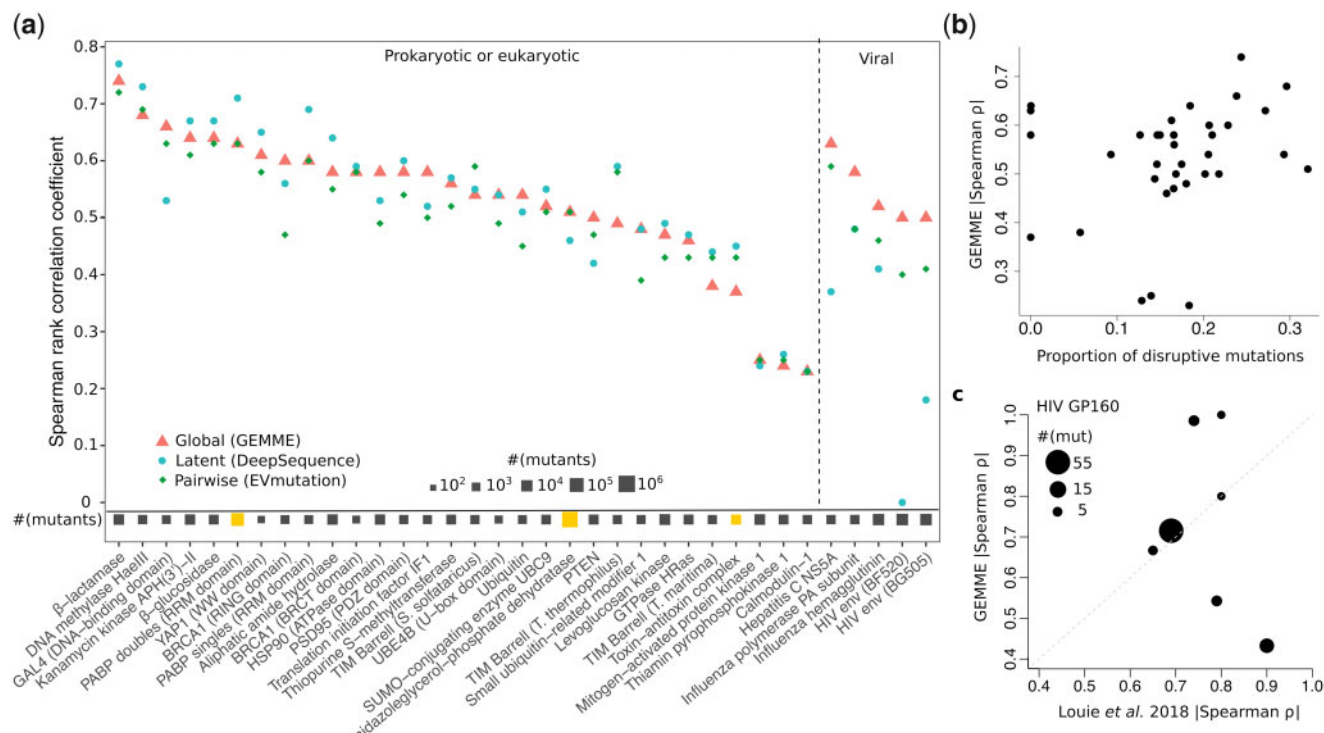 (a)
0.8
0.7
0.6
0.5
0.4
0.3
0.2
0.1
0
Spearman rank correlation coefficient
Prokaryotic or eukaryotic
Viral
Global (GEMME)
Latent (DeepSequence)
Pairwise (EVmutation)
#(mutants)
10² 10³ 10⁴ 10⁵ 10⁶
#(mutants)
β−lactamase
DNA methylase HaeIII
GAL4 (DNA−binding domain)
Kanamycin kinase APH(3')−II
β−glucosidase
PABP doubles (RRM domain)
YAP1 (WW domain)
BRCA1 (RING domain)
PABP singles (RRM domain)
Aliphatic amide hydrolase
BRCA1 (BRCT domain)
HSP90 (ATPase domain)
PSD95 (PDZ domain)
Translation initiation factor IF1
Thiopurine S−methyltransferase
TIM Barrell (S. solfatarius)
UBE4B (U−box domain)
Ubiquitin
SUMO−conjugating enzyme UBC9
idazoleglycerol−phosphate dehydratase
PTEN
TIM Barrell (T. thermophilus)
Small ubiquitin−related modifier 1
Levoglucosan kinase
GTPase HRas
TIM Barrell (T. maritima)
Toxin−antitoxin complex
Mitogen−activated protein kinase 1
Thiamin pyrophosphokinase 1
Calmodulin−1
Hepatitis C NS5A
Influenza polymerase PA subunit
Influenza hemagglutinin
HIV env (BF520)
HIV env (BG505)
(b)
GEMME |Spearman ρ|
0.7
0.6
0.5
0.4
0.3
0.0 0.1 0.2 0.3
Proportion of disruptive mutations
c
HIV GP160
#(mut)
55
15
5
GEMME |Spearman ρ|
1.0
0.9
0.8
0.7
0.6
0.5
0.4
0.4 0.5 0.6 0.7 0.8 0.9 1.0
Louie et al. 2018 |Spearman ρ|